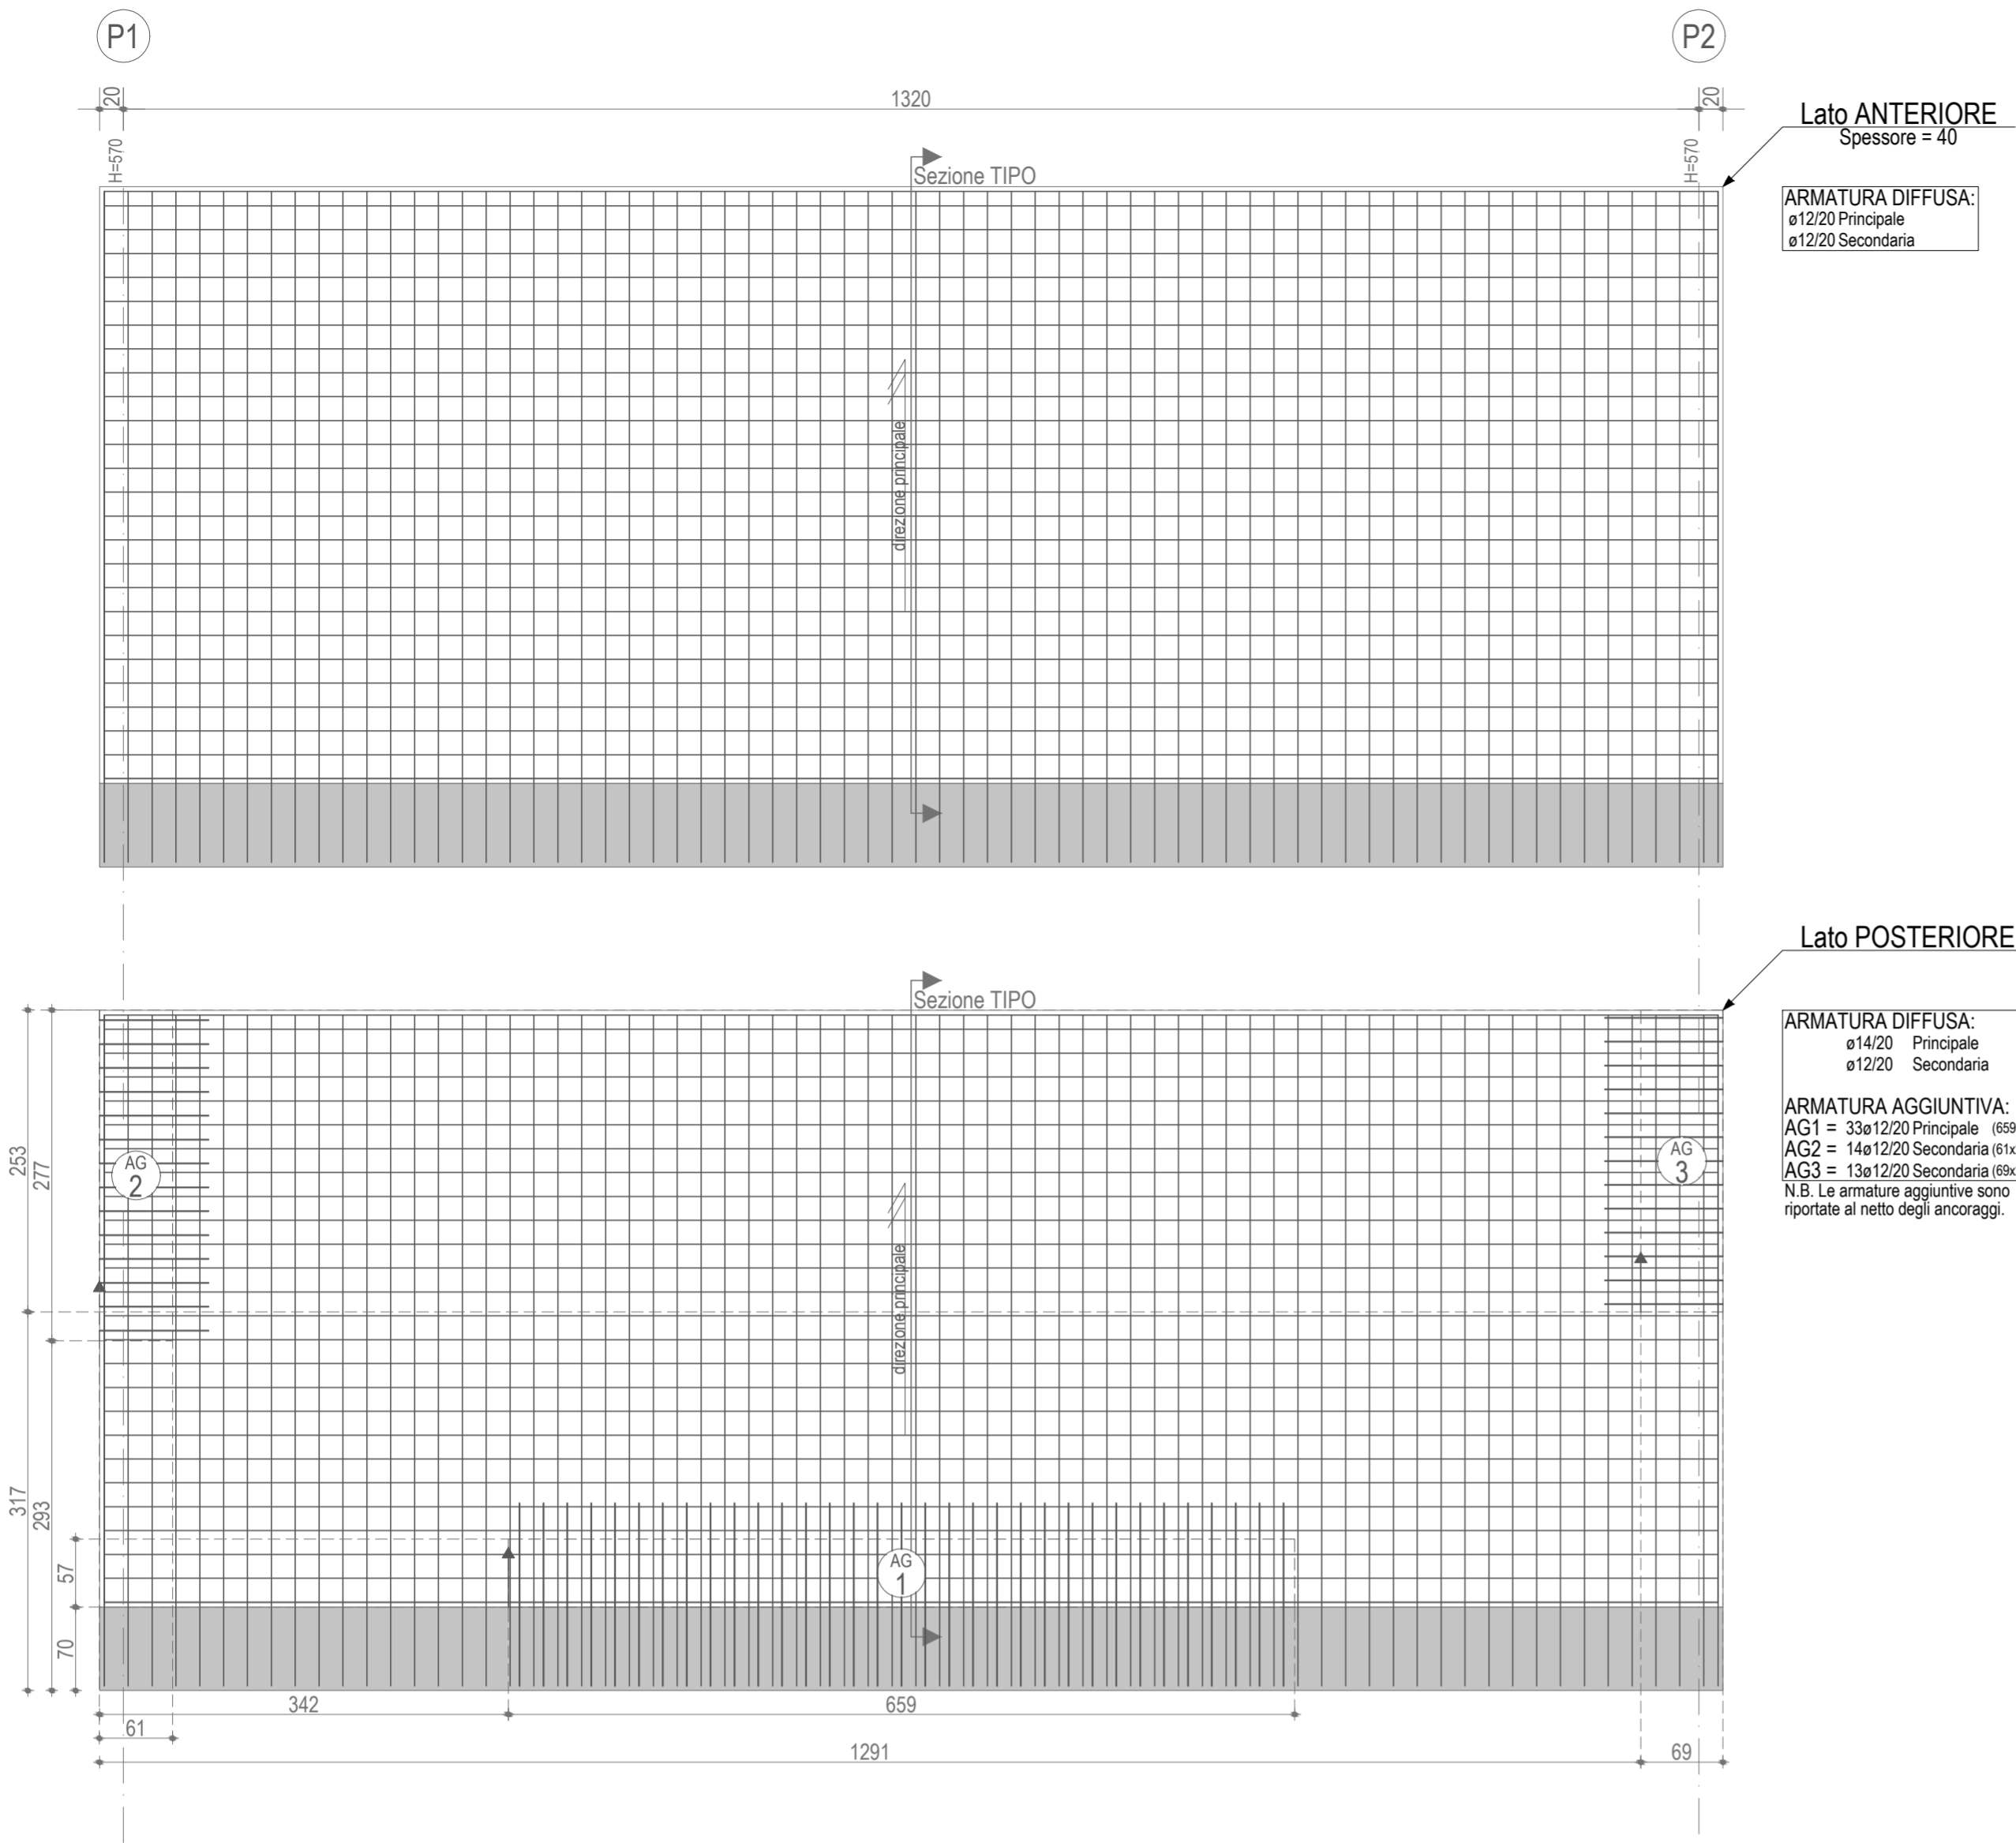 P1
P2
20
1320
20
H=570
H=570
Lato ANTERIORE
Spessore = 40
Sezione TIPO
ARMATURA DIFFUSA:
ø12/20 Principale
ø12/20 Secondaria
direzione principale
Lato POSTERIORE
Sezione TIPO
ARMATURA DIFFUSA:
ø14/20 Principale
ø12/20 Secondaria
ARMATURA AGGIUNTIVA:
AG1 = 33ø12/20 Principale (659
AG2 = 14ø12/20 Secondaria (61x
AG3 = 13ø12/20 Secondaria (69x
N.B. Le armature aggiuntive sono
riportate al netto degli ancoraggi.
253
277
AG
2
AG
3
direzione principale
317
293
57
70
AG
1
342
659
61
1291
69